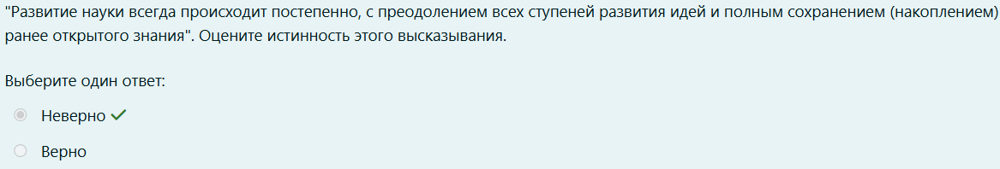 "Развитие науки всегда происходит постепенно, с преодолением всех ступеней развития идей и полным сохранением (накоплением)
ранее открытого знания". Оцените истинность этого высказывания.
Выберите один ответ:
Неверно
Верно